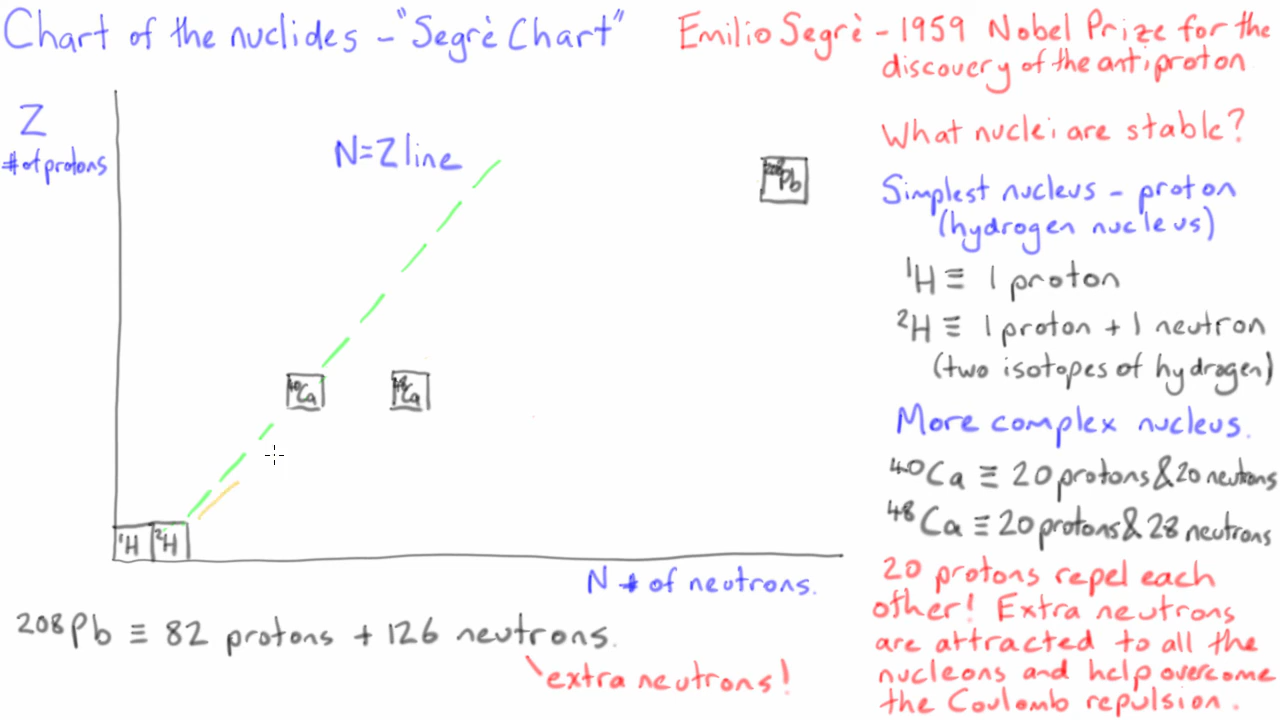 Chart of the nuclides - "Segrè Chart"
Emilio Segrè - 1959 Nobel Prize for the
discovery of the antiproton
Z
# of protons
N=Z line
208Pb
40Ca
48Ca
1H
2H
N # of neutrons.
208Pb ≡ 82 protons + 126 neutrons.
extra neutrons!
What nuclei are stable?
Simplest nucleus - proton
(hydrogen nucleus)
1H ≡ 1 proton
2H ≡ 1 proton + 1 neutron
(two isotopes of hydrogen)
More complex nucleus.
40Ca ≡ 20 protons & 20 neutrons
48Ca ≡ 20 protons & 28 neutrons
20 protons repel each
other! Extra neutrons
are attracted to all the
nucleons and help overcome
the Coulomb repulsion.